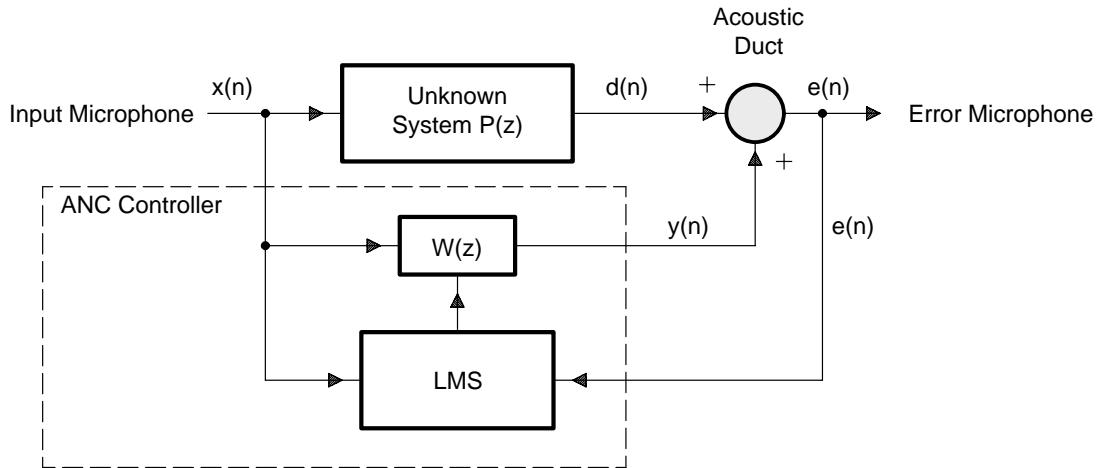 Acoustic
Duct
x(n)
Unknown
System P(z)
d(n)
+
e(n)
Input Microphone
Error Microphone
+
ANC Controller
W(z)
y(n)
e(n)
LMS